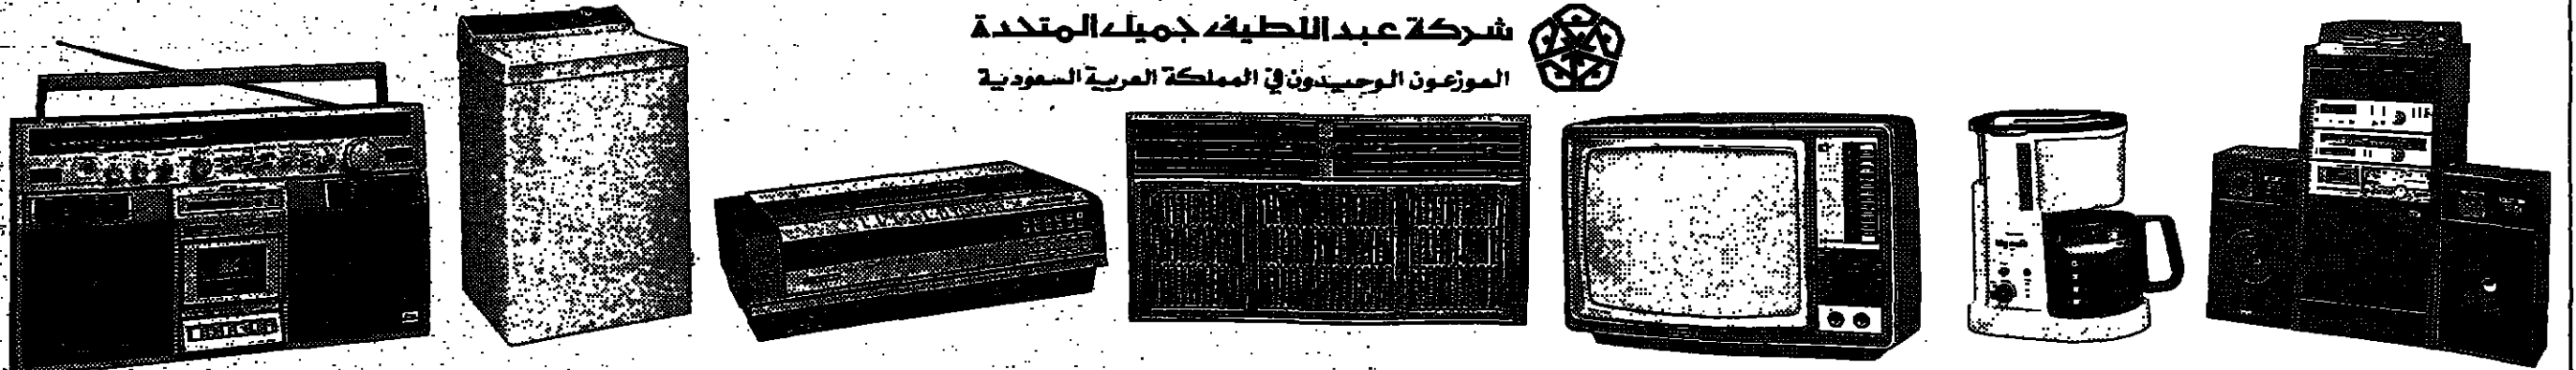 شركة عبد اللطيف جميل المتحدة
الموزعون الوحيدون في المملكة العربية السعودية